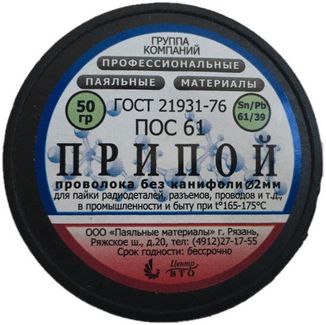 ГРУППА
КОМПАНИЙ
ПРОФЕССИОНАЛЬНЫЕ
ПАЯЛЬНЫЕ МАТЕРИАЛЫ
50 гр
ГОСТ 21931-76
Sn/Pb 61/39
ПОС 61
ПРИПОЙ
проволока без канифоли ⌀2мм
для пайки радиодеталей, разъемов, проводов и т.д.,
в промышленности и быту при t°165-175°C
ООО «Паяльные материалы» г. Рязань,
Ряжское ш., д.20, тел: (4912)27-17-55
Срок годности: бессрочно
Центр
ВТО